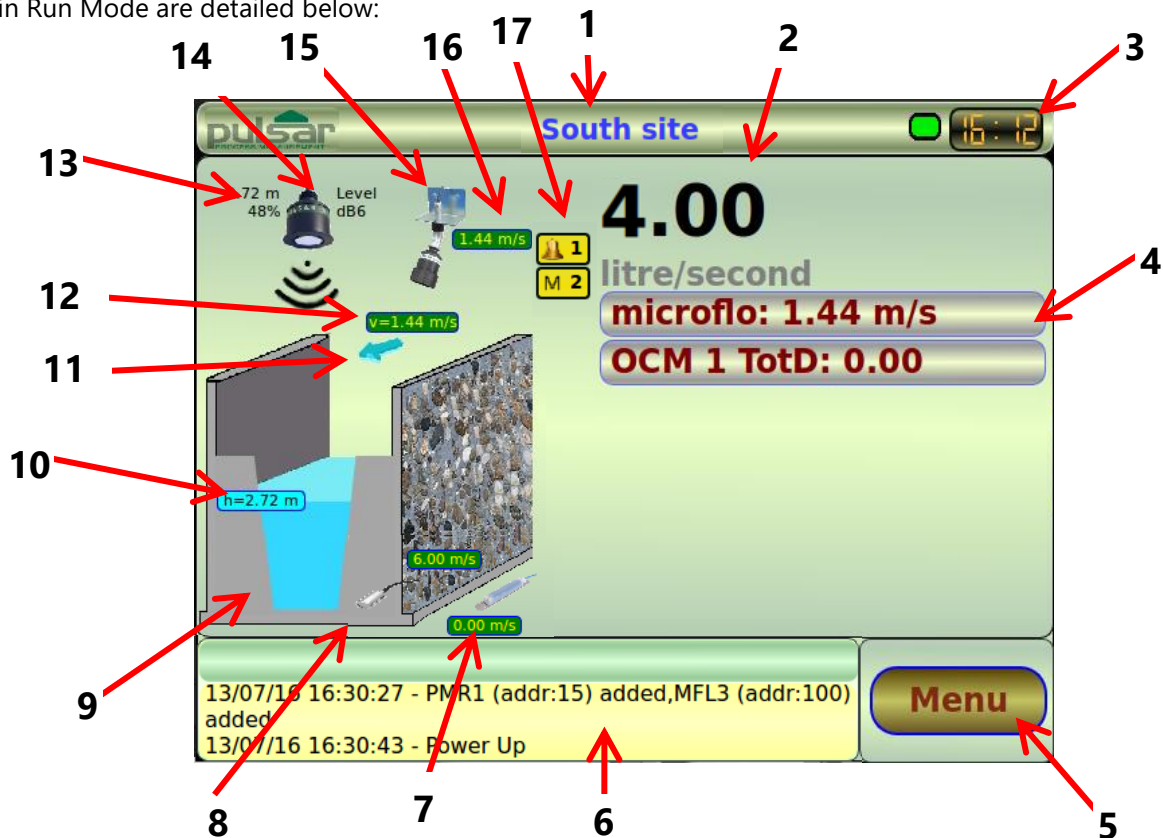 in Run Mode are detailed below:
1
17
2
16
15
3
14
pulsar
PROCESS MEASUREMENT
South site
16:12
13
72 m
Level
48%
dB6
4.00
1.44 m/s
1
M 2
litre/second
4
12
microflo: 1.44 m/s
v=1.44 m/s
OCM 1 TotD: 0.00
11
10
h=2.72 m
6.00 m/s
0.00 m/s
9
13/07/16 16:30:27 - PMR1 (addr:15) added,MFL3 (addr:100)
added
13/07/16 16:30:43 - Power Up
Menu
8
7
6
5